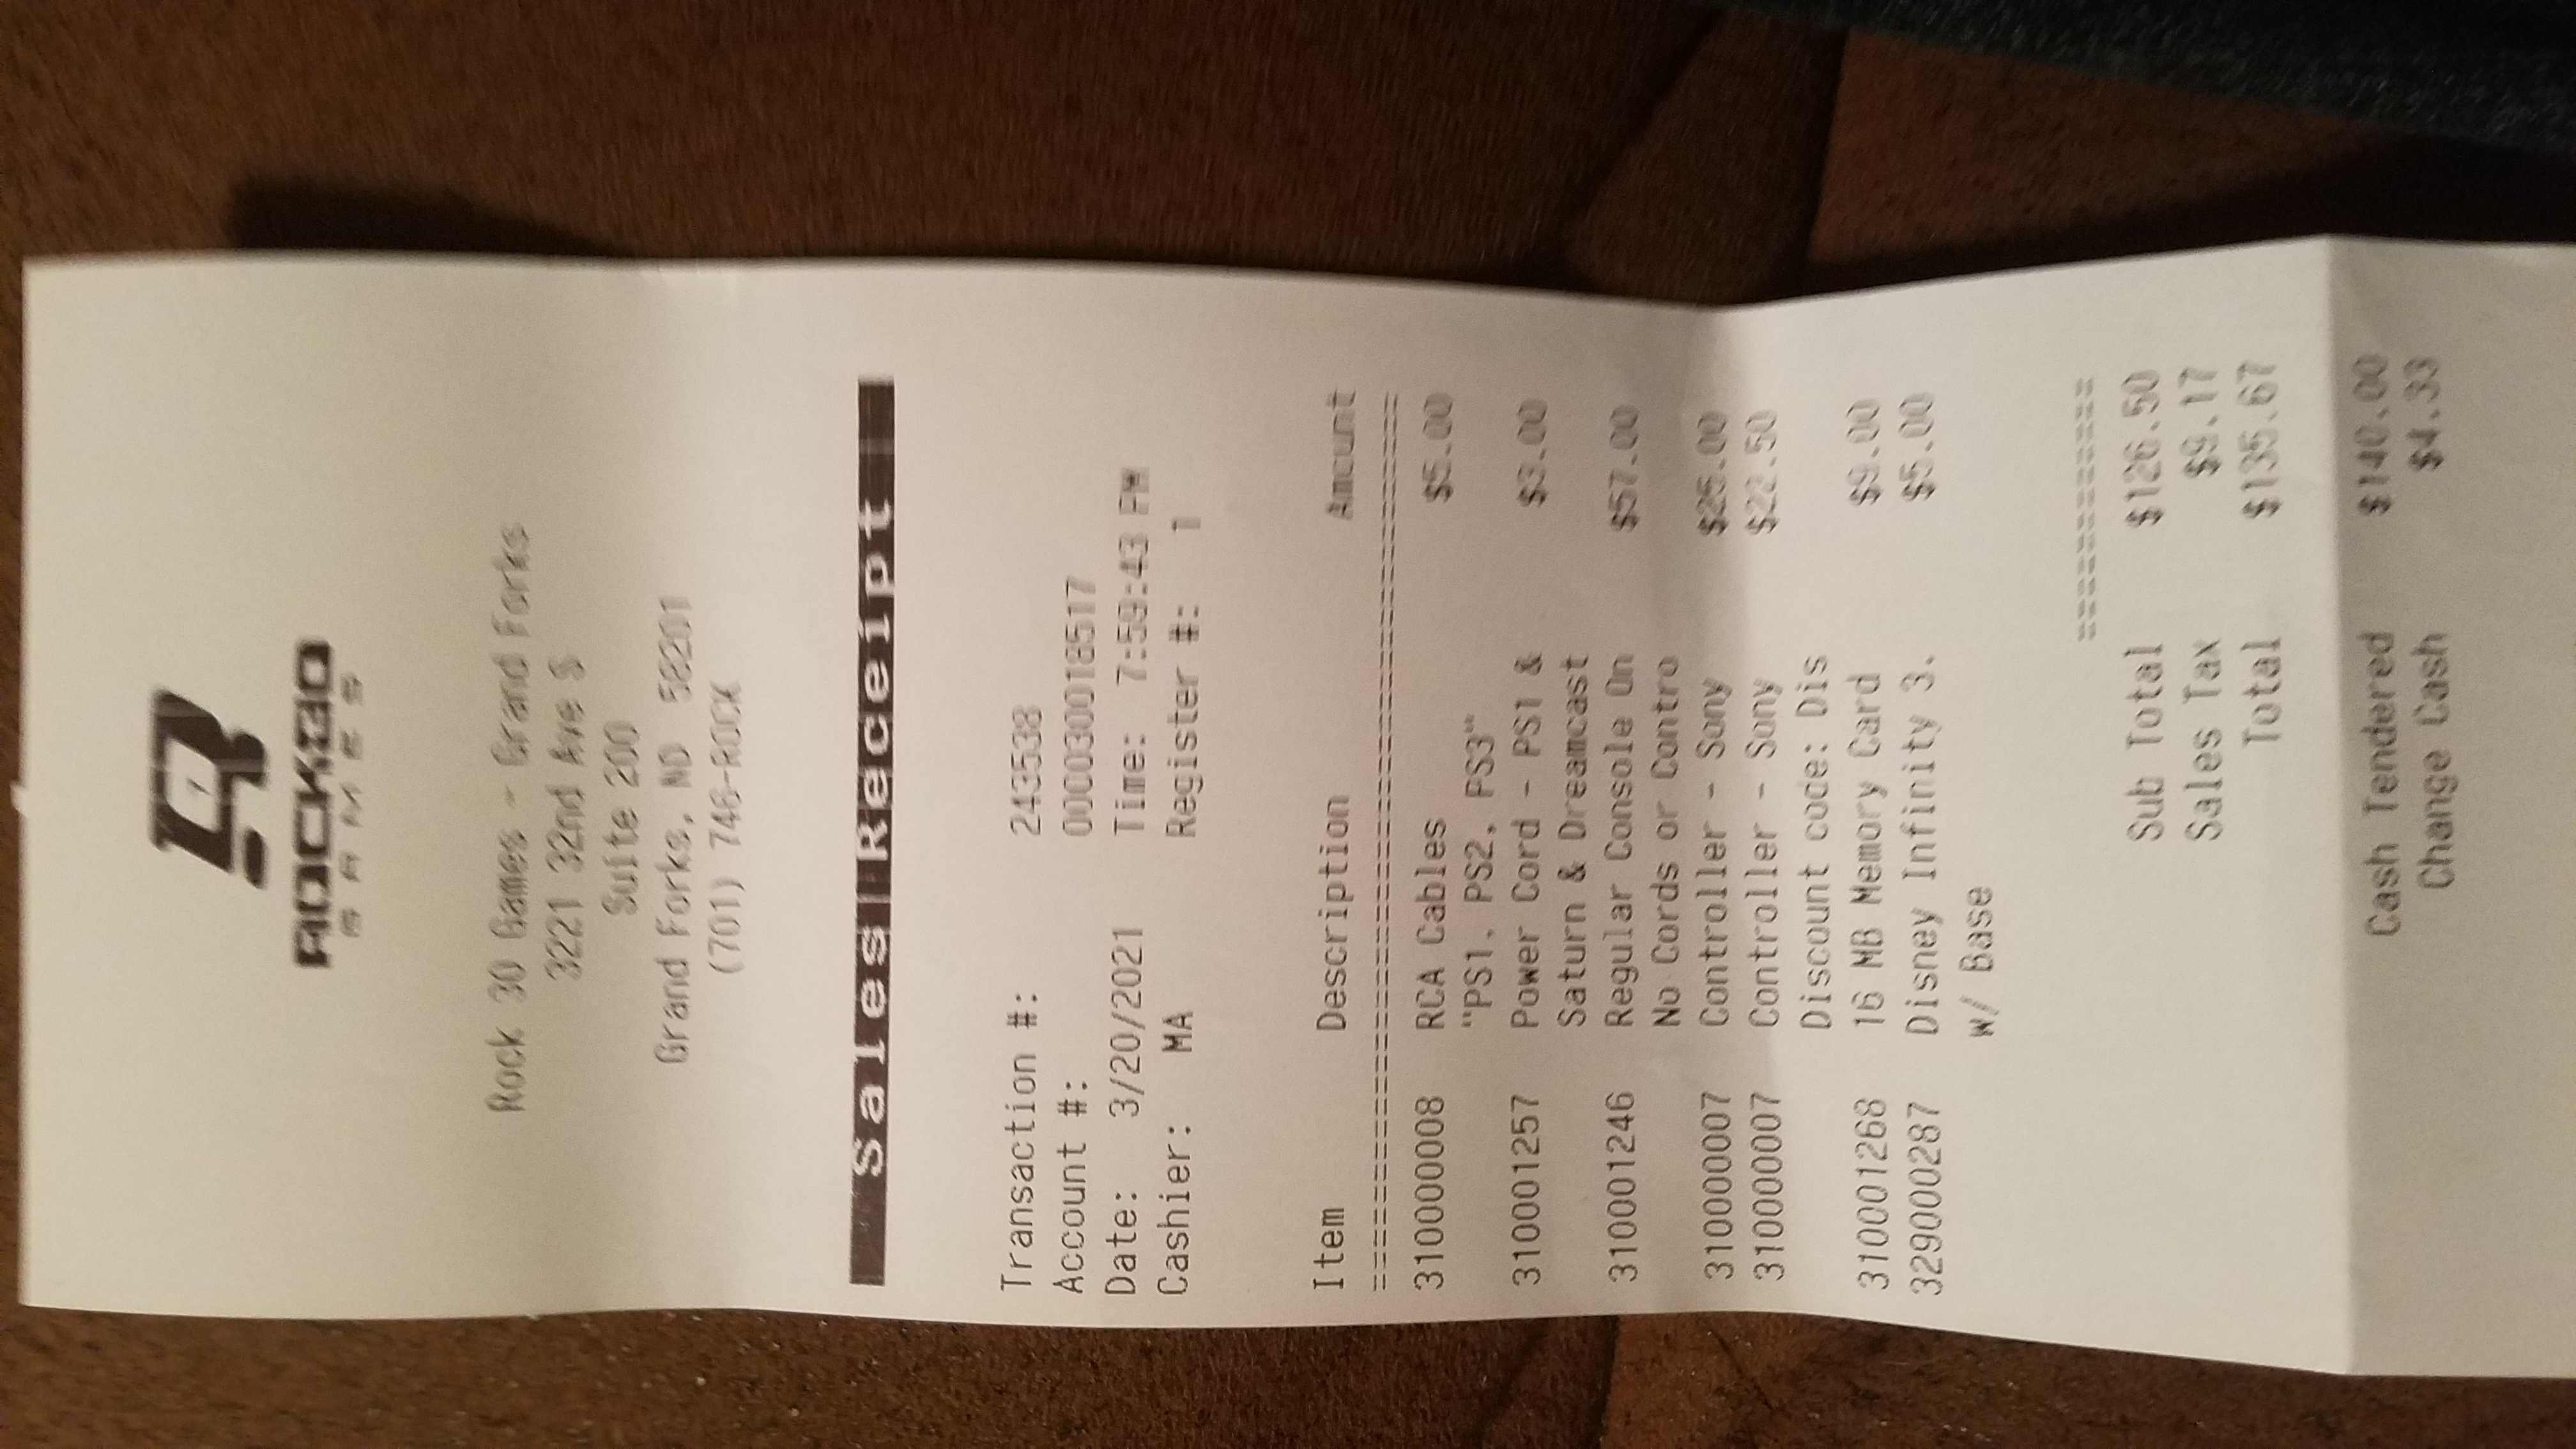 ROCK30
GAMES
Rock 30 Games - Grand Forks
3221 32nd Ave S
Suite 200
Grand Forks, ND 58201
(701) 746-ROCK
Sales Receipt
Transaction #: 243538
Account #: 000030018517
Date: 3/20/2021 Time: 7:59:43 PM
Cashier: MA Register #: 1
Item Description Amount
==========================================
310000008 RCA Cables $5.00
"PS1, PS2, PS3"
310001257 Power Cord - PS1 & $3.00
Saturn & Dreamcast
310001246 Regular Console On $57.00
No Cords or Contro
310000007 Controller - Sony $25.00
310000007 Controller - Sony $22.50
Discount code: Dis
310001268 16 MB Memory Card $9.00
329000287 Disney Infinity 3. $5.00
w/ Base
============
Sub Total $126.50
Sales Tax $9.17
Total $135.67
Cash Tendered $140.00
Change Cash $4.33